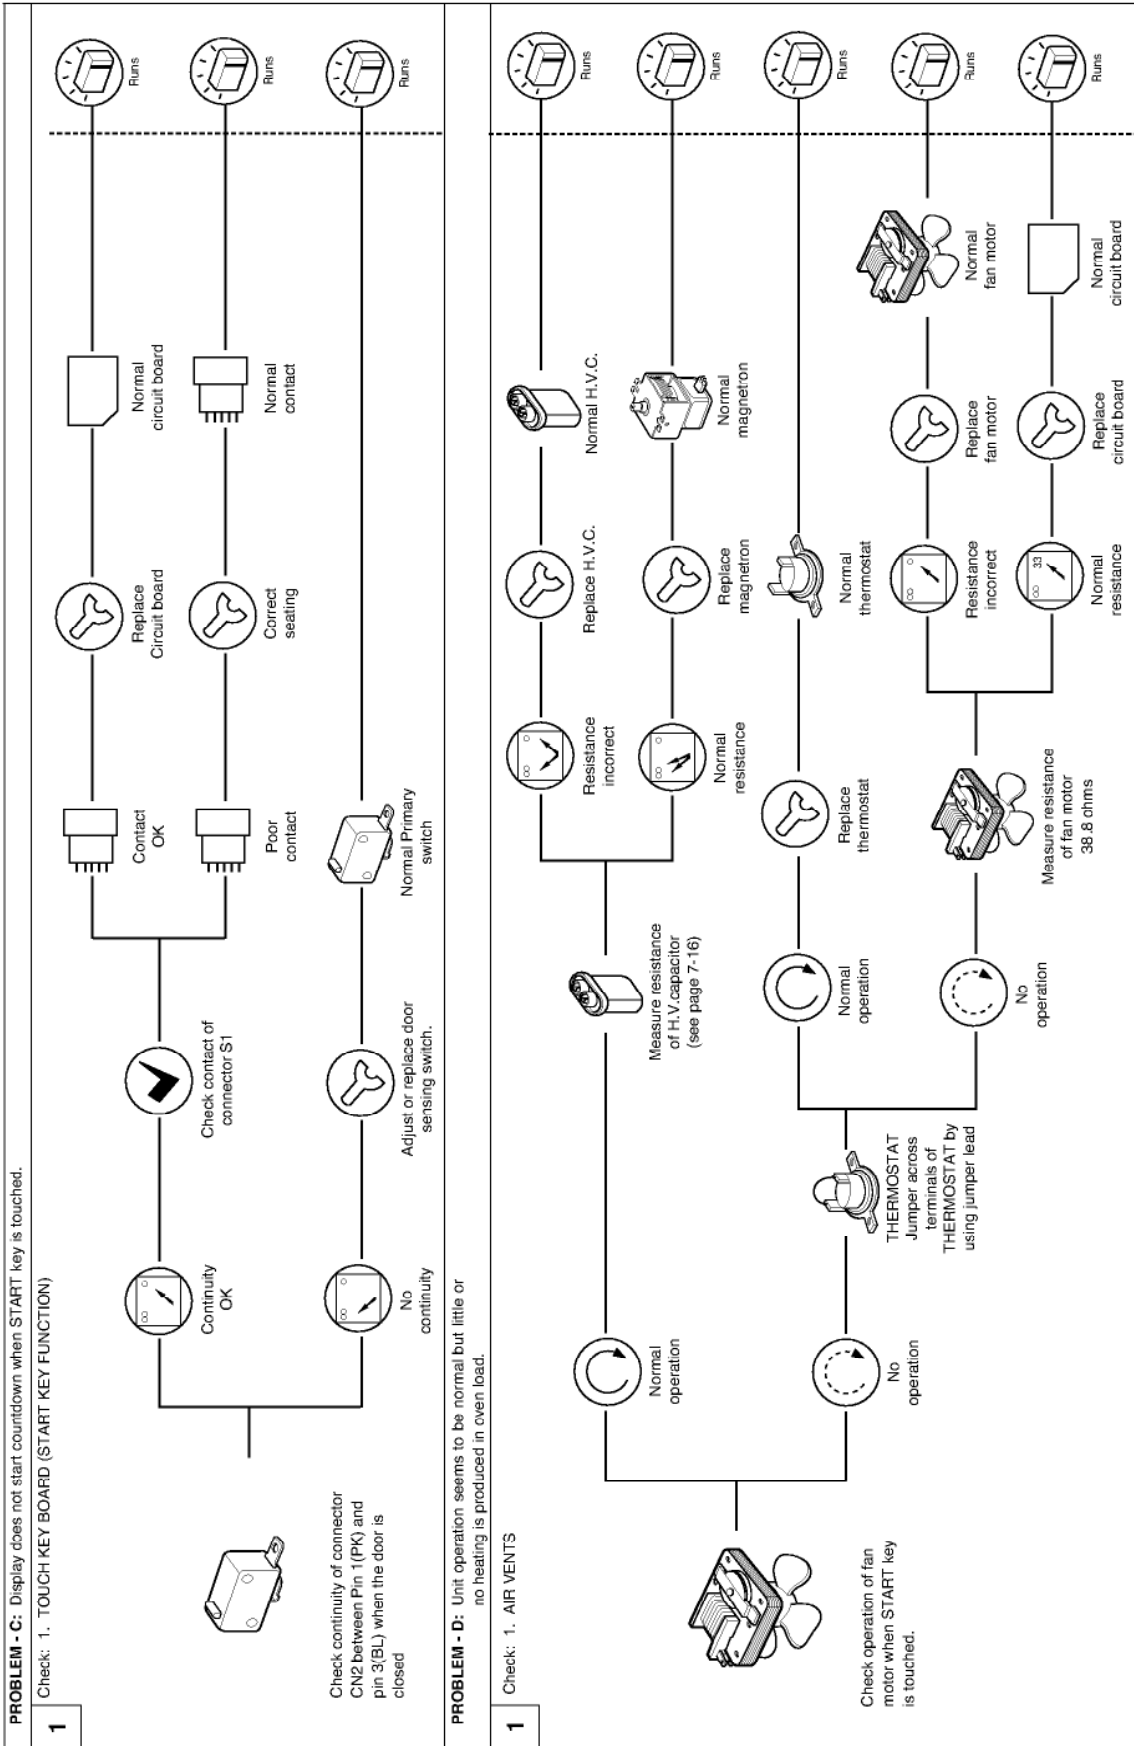 PROBLEM - C: Display does not start countdown when START key is touched.
1
Check: 1. TOUCH KEY BOARD (START KEY FUNCTION)
Check continuity of connector
CN2 between Pin 1(PK) and
pin 3(BL) when the door is
closed
Continuity
OK
Check contact of
connector S1
Contact
OK
Replace
Circuit board
Normal
circuit board
Runs
Poor
contact
Correct
seating
Normal
contact
Runs
No
continuity
Adjust or replace door
sensing switch.
Normal Primary
switch
Runs
PROBLEM - D: Unit operation seems to be normal but little or
no heating is produced in oven load.
1
Check: 1. AIR VENTS
Check operation of fan
motor when START key
is touched.
Normal
operation
Measure resistance
of H.V.capacitor
(see page 7-16)
Resistance
incorrect
Replace H.V.C.
Normal H.V.C.
Runs
Normal
resistance
Replace
magnetron
Normal
magnetron
Runs
No
operation
THERMOSTAT
Jumper across
terminals of
THERMOSTAT by
using jumper lead
Normal
operation
Replace
thermostat
Normal
thermostat
Runs
No
operation
Measure resistance
of fan motor
38.8 ohms
Resistance
incorrect
Replace
fan motor
Normal
fan motor
Runs
33
Normal
resistance
Replace
circuit board
Normal
circuit board
Runs